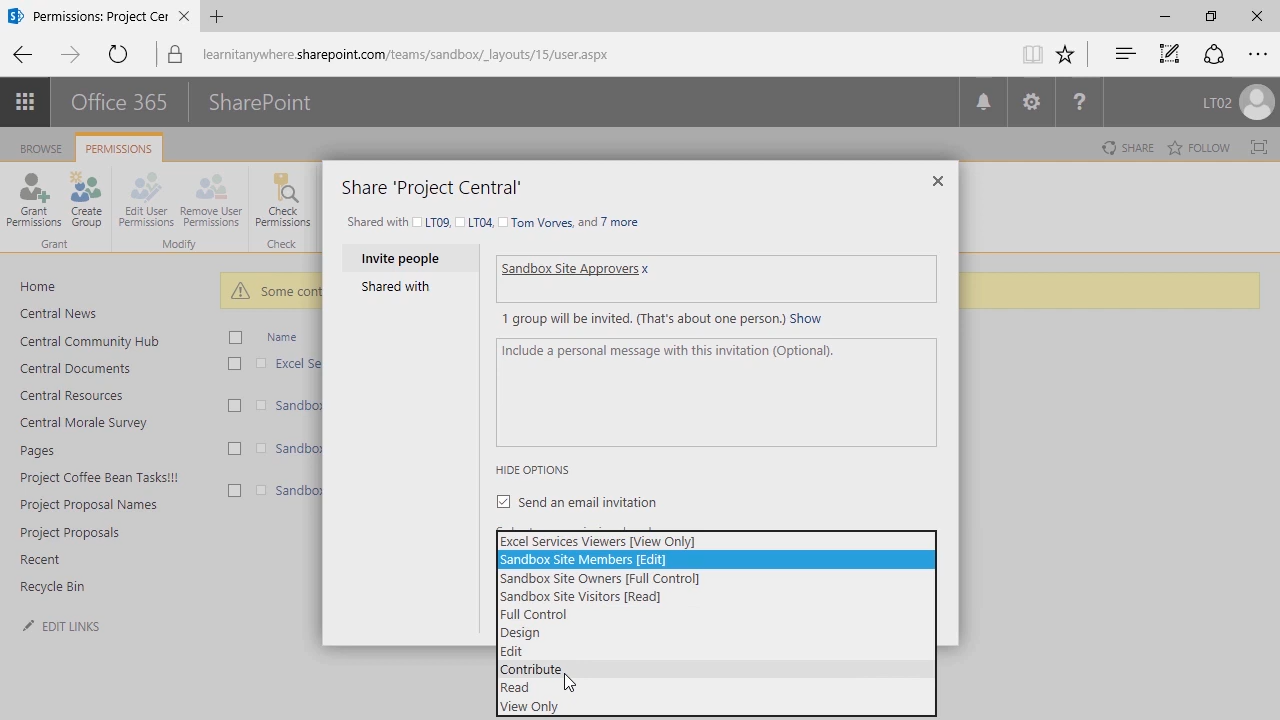 Permissions: Project Cer
learnitanywhere.sharepoint.com/teams/sandbox/_layouts/15/user.aspx
Office 365
SharePoint
?
LT02
BROWSE
PERMISSIONS
SHARE
FOLLOW
Grant Permissions
Create Group
Edit User Permissions
Remove User Permissions
Check Permissions
Grant
Modify
Check
Home
Central News
Central Community Hub
Central Documents
Central Resources
Central Morale Survey
Pages
Project Coffee Bean Tasks!!!
Project Proposal Names
Project Proposals
Recent
Recycle Bin
EDIT LINKS
Some cont
Name
Excel Se
Sandbo
Sandbo
Sandbo
Share 'Project Central'
Shared with LT09, LT04, Tom Vorves, and 7 more
Invite people
Shared with
Sandbox Site Approvers x
1 group will be invited. (That's about one person.) Show
Include a personal message with this invitation (Optional).
HIDE OPTIONS
Send an email invitation
Excel Services Viewers [View Only]
Sandbox Site Members [Edit]
Sandbox Site Owners [Full Control]
Sandbox Site Visitors [Read]
Full Control
Design
Edit
Contribute
Read
View Only